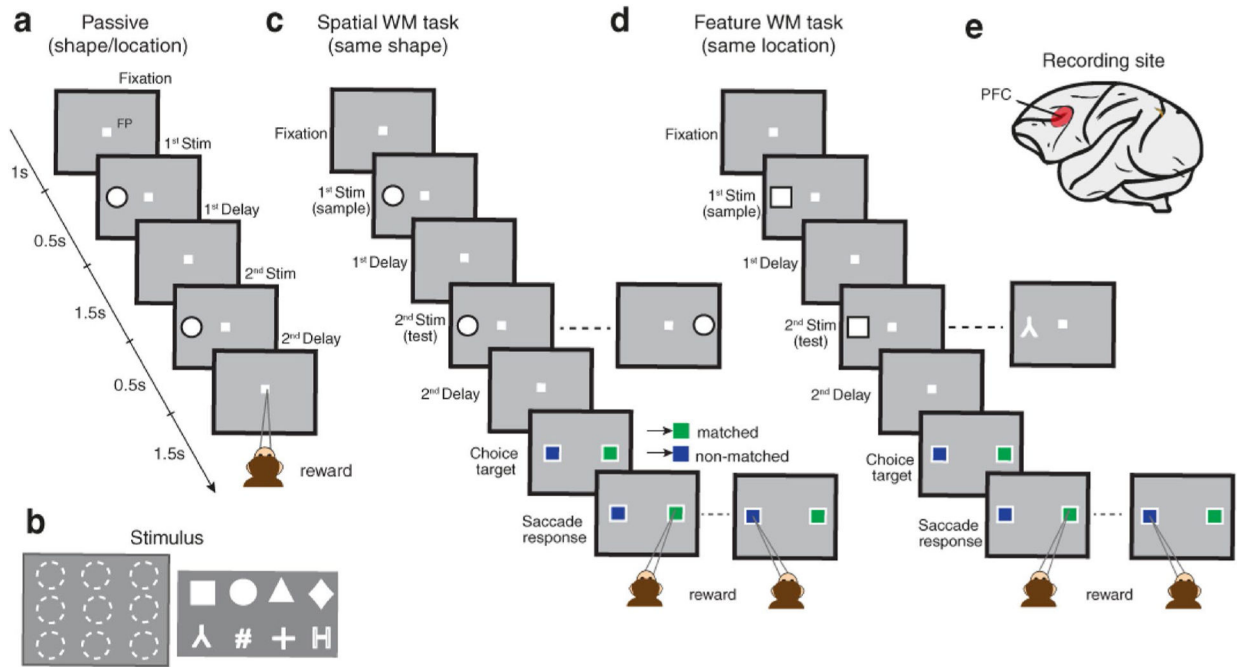 a
Passive
(shape/location)
Fixation
FP
1st Stim
1s
1st Delay
0.5s
2nd Stim
1.5s
2nd Delay
0.5s
1.5s
reward
b
Stimulus
#
+
H
c
Spatial WM task
(same shape)
Fixation
1st Stim
(sample)
1st Delay
2nd Stim
(test)
2nd Delay
matched
non-matched
Choice
target
Saccade
response
reward
d
Feature WM task
(same location)
Fixation
1st Stim
(sample)
1st Delay
2nd Stim
(test)
2nd Delay
Choice
target
Saccade
response
reward
e
Recording site
PFC